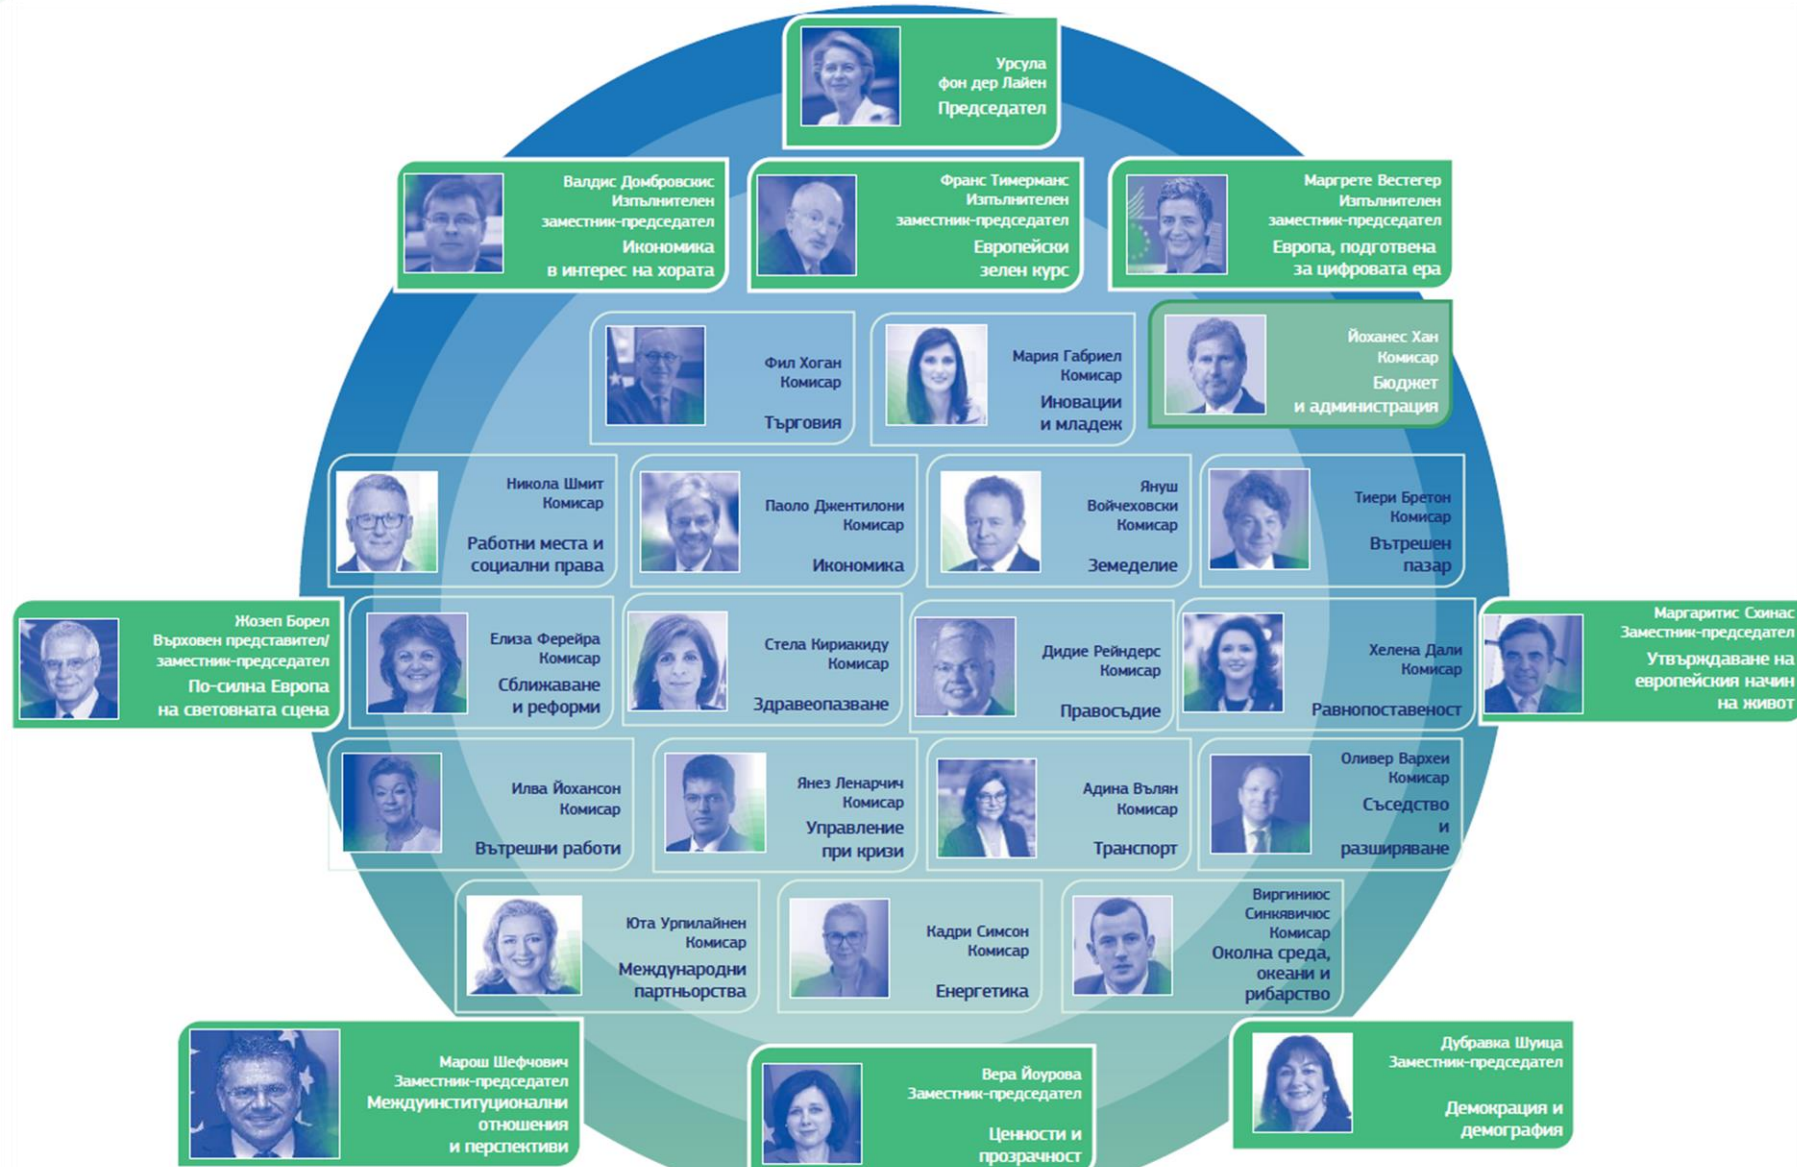 Урсула
фон дер Лайен
Председател
Валдис Домбровскис
Изпълнителен
заместник-председател
Икономика
в интерес на хората
Франс Тимерманс
Изпълнителен
заместник-председател
Европейски
зелен курс
Маргрете Вестегер
Изпълнителен
заместник-председател
Европа, подготвена
за цифровата ера
Фил Хоган
Комисар
Търговия
Мария Габриел
Комисар
Иновации
и младеж
Йоханес Хан
Комисар
Бюджет
и администрация
Никола Шмит
Комисар
Работни места и
социални права
Паоло Джентилони
Комисар
Икономика
Януш
Войчеховски
Комисар
Земеделие
Тиери Бретон
Комисар
Вътрешен
пазар
Жозеп Борел
Върховен представител/
заместник-председател
По-силна Европа
на световната сцена
Елиза Ферейра
Комисар
Сближаване
и реформи
Стела Кириакиду
Комисар
Здравеопазване
Дидие Рейндерс
Комисар
Правосъдие
Хелена Дали
Комисар
Равнопоставеност
Маргаритис Схинас
Заместник-председател
Утвърждаване на
европейския начин
на живот
Илва Йохансон
Комисар
Вътрешни работи
Янез Ленарчич
Комисар
Управление
при кризи
Адина Вълян
Комисар
Транспорт
Оливер Вархеи
Комисар
Съседство
и
разширяване
Юта Урпилайнен
Комисар
Международни
партньорства
Кадри Симсон
Комисар
Енергетика
Виргиниюс
Синкявичюс
Комисар
Околна среда,
океани и
рибарство
Марош Шефчович
Заместник-председател
Междуинституционални
отношения
и перспективи
Вера Йоурова
Заместник-председател
Ценности и
прозрачност
Дубравка Шуица
Заместник-председател
Демокрация и
демография